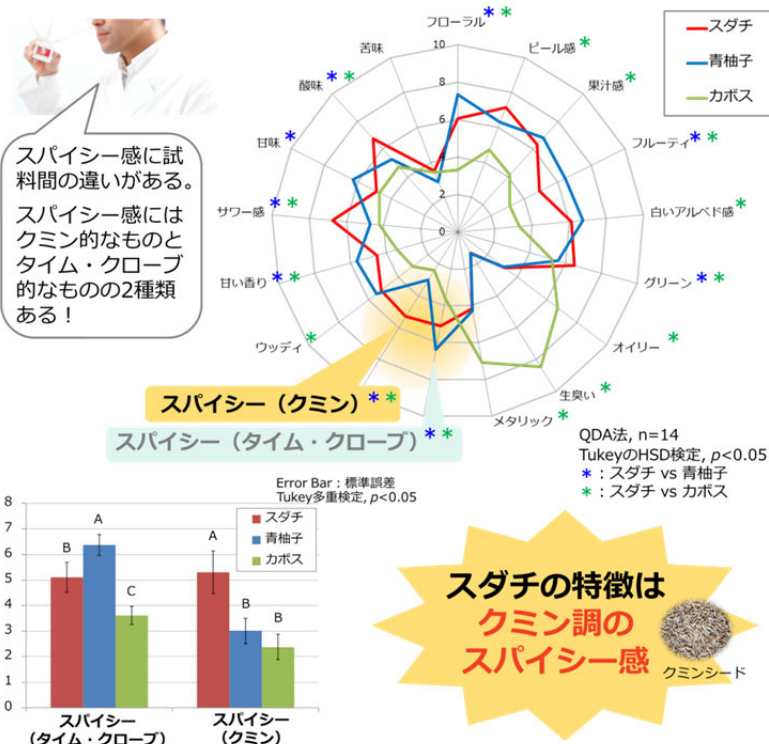 フローラル * *
ピール感 *
果汁感 *
フルーティ * *
白いアルベド感 *
グリーン * *
オイリー *
生臭い *
メタリック *
スパイシー(タイム・クローブ) * *
スパイシー(クミン) * *
ウッディ *
甘い香り * *
サワー感 * *
甘味 *
酸味 * *
苦味
10
8
6
4
2
0
スダチ
青柚子
カボス
スパイシー感に試
料間の違いがある。
スパイシー感には
クミン的なものと
タイム・クローブ
的なものの2種類
ある!
QDA法, n=14
TukeyのHSD検定, p<0.05
* : スダチ vs 青柚子
* : スダチ vs カボス
Error Bar : 標準誤差
Tukey多重検定, p<0.05
スダチ
青柚子
カボス
8
7
6
5
4
3
2
1
0
B
A
C
A
B
B
スパイシー
(タイム・クローブ)
スパイシー
(クミン)
スダチの特徴は
クミン調の
スパイシー感
クミンシード